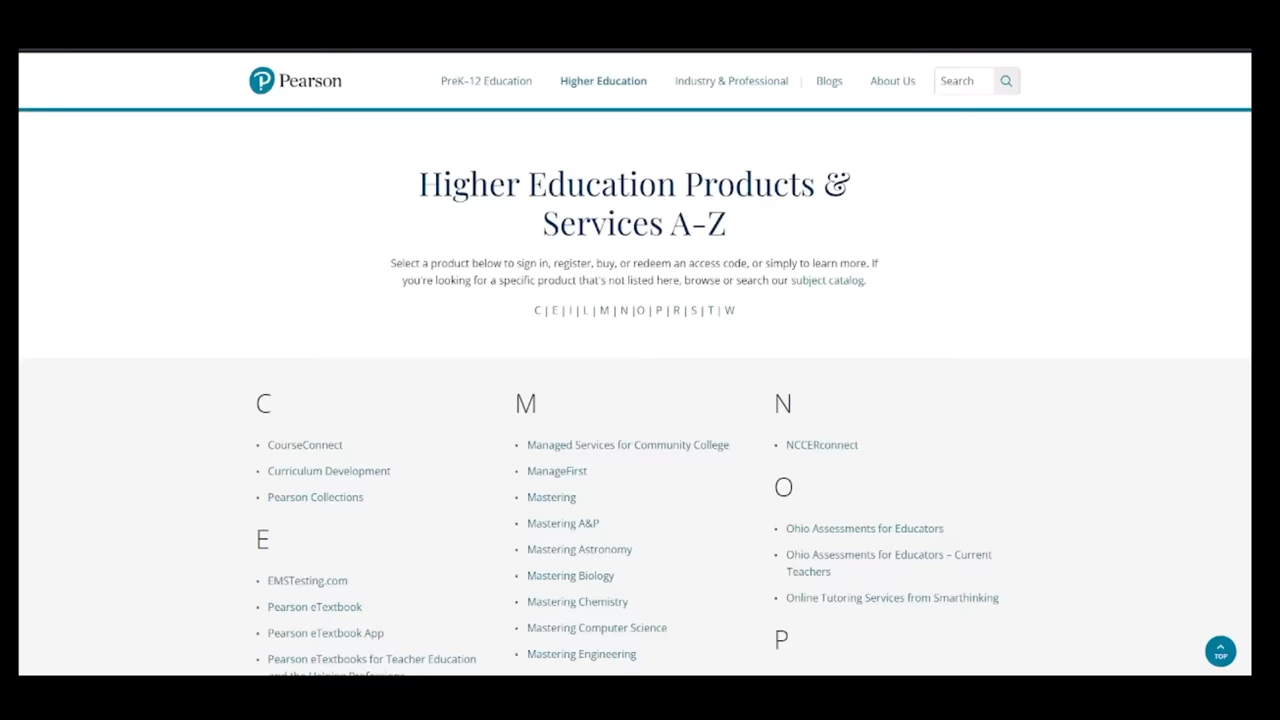 Pearson
PreK–12 Education
Higher Education
Industry & Professional
Blogs
About Us
Search
Higher Education Products &
Services A-Z
Select a product below to sign in, register, buy, or redeem an access code, or simply to learn more. If
you're looking for a specific product that's not listed here, browse or search our subject catalog.
C | E | I | L | M | N |O | P | R | S | T | W
C
CourseConnect
Curriculum Development
Pearson Collections
E
EMSTesting.com
Pearson eTextbook
Pearson eTextbook App
Pearson eTextbooks for Teacher Education
and the Helping Professions
M
Managed Services for Community College
ManageFirst
Mastering
Mastering A&P
Mastering Astronomy
Mastering Biology
Mastering Chemistry
Mastering Computer Science
Mastering Engineering
N
NCCERconnect
O
Ohio Assessments for Educators
Ohio Assessments for Educators – Current
Teachers
Online Tutoring Services from Smarthinking
P
TOP